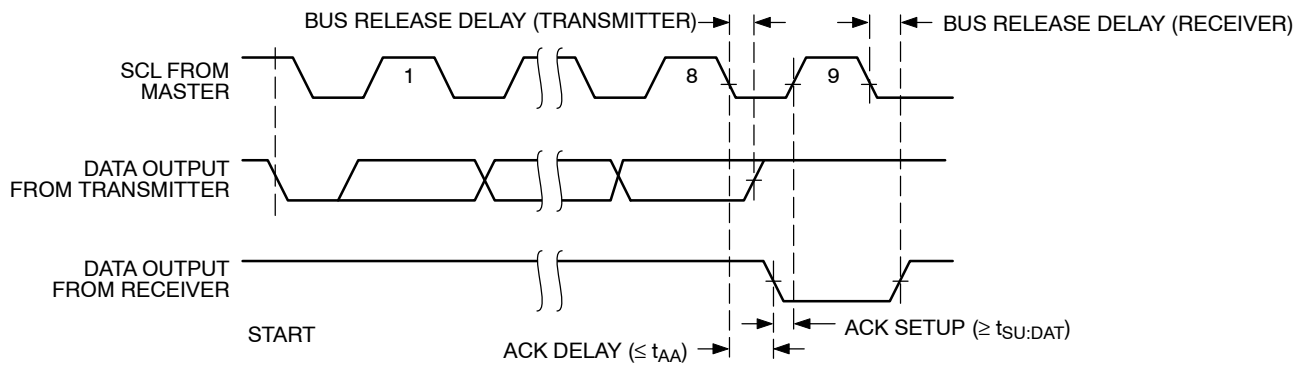 BUS RELEASE DELAY (TRANSMITTER)
BUS RELEASE DELAY (RECEIVER)
SCL FROM
MASTER
1
8
9
DATA OUTPUT
FROM TRANSMITTER
DATA OUTPUT
FROM RECEIVER
START
ACK SETUP (≥ tSU:DAT)
ACK DELAY (≤ tAA)